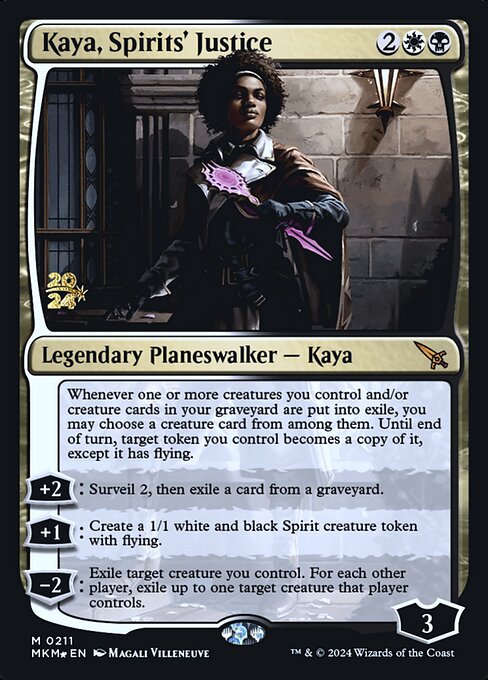 Kaya, Spirits' Justice 2
2024
Legendary Planeswalker — Kaya
Whenever one or more creatures you control and/or
creature cards in your graveyard are put into exile, you
may choose a creature card from among them. Until end
of turn, target token you control becomes a copy of it,
except it has flying.
+2 : Surveil 2, then exile a card from a graveyard.
+1 : Create a 1/1 white and black Spirit creature token
with flying.
−2 : Exile target creature you control. For each other
player, exile up to one target creature that player
controls.
3
M 0211
MKM★EN Magali Villeneuve
™ & © 2024 Wizards of the Coast